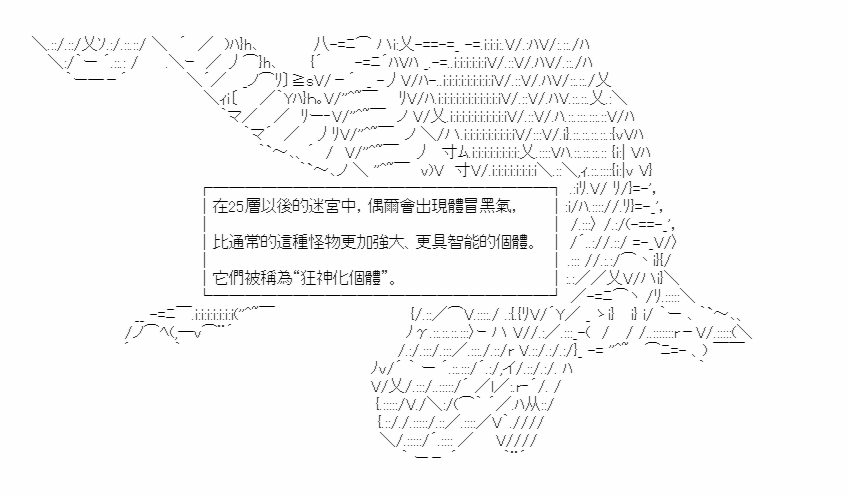 在25層以後的迷宮中，偶爾會出現體冒黑氣，
比通常的這種怪物更加強大、更具智能的個體。
它們被稱為“狂神化個體”。